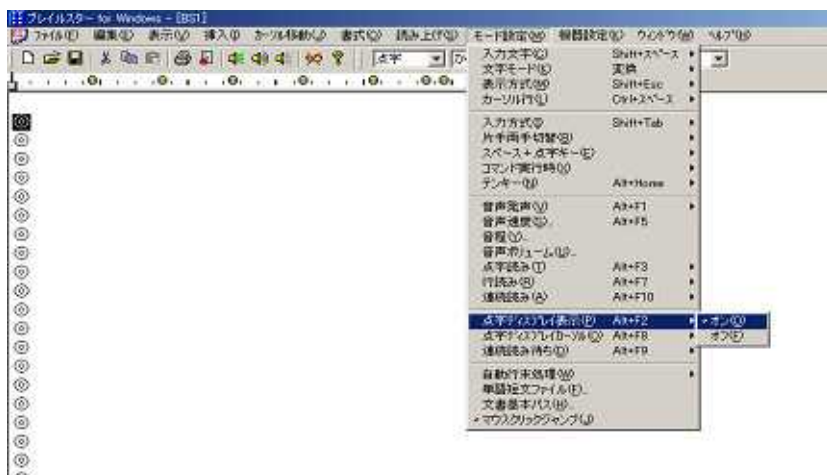 ブレイルスター for Windows - [BS1]
ファイル(F) 編集(E) 表示(V) 挿入(I) カーソル移動(J) 書式(O) 読み上げ(S) モード設定(M) 機器設定(K) ウィンドウ(W) ヘルプ(H)
点字
入力文字(C) Shift+スペース
文字モード(K) 変換
表示方式(L) Shift+Esc
カーソル行(L) Ctrl+スペース
入力方式(I) Shift+Tab
片手両手切替(B)
スペース+点字キー(E)
コマンド実行時(X)
テンキー(N) Alt+Home
音声発声(V) Alt+F1
音声速度(S).. Alt+F5
音程(Y)..
音声ボリューム(U)..
点字読み(T) Alt+F3
行読み(R) Alt+F7
連続読み(A) Alt+F10
点字ディスプレイ表示(P) Alt+F2 オン(O)
点字ディスプレイカーソル(Q) Alt+F8 オフ(F)
連続読み待ち(D) Alt+F9
自動行末処理(W)
単語短文ファイル(F)..
文書基本パス(H)..
マウスクリックジャンプ(J)